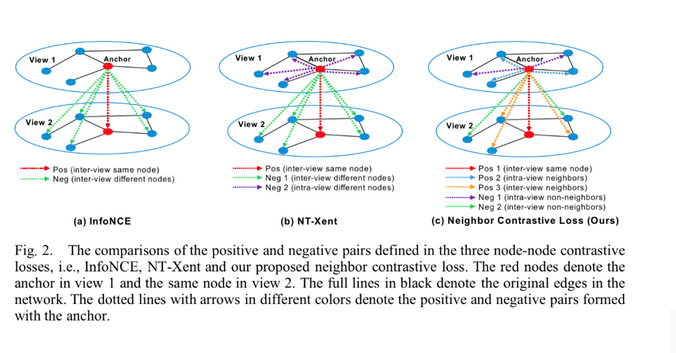 View 1
Anchor
View 2
Pos (inter-view same node)
Neg (inter-view different nodes)
(a) InfoNCE
View 1
Anchor
View 2
Pos (inter-view same node)
Neg 1 (inter-view different nodes)
Neg 2 (intra-view different nodes)
(b) NT-Xent
View 1
Anchor
View 2
Pos 1 (inter-view same node)
Pos 2 (intra-view neighbors)
Pos 3 (inter-view neighbors)
Neg 1 (intra-view non-neighbors)
Neg 2 (inter-view non-neighbors)
(c) Neighbor Contrastive Loss (Ours)
Fig. 2. The comparisons of the positive and negative pairs defined in the three node-node contrastive
losses, i.e., InfoNCE, NT-Xent and our proposed neighbor contrastive loss. The red nodes denote the
anchor in view 1 and the same node in view 2. The full lines in black denote the original edges in the
network. The dotted lines with arrows in different colors denote the positive and negative pairs formed
with the anchor.